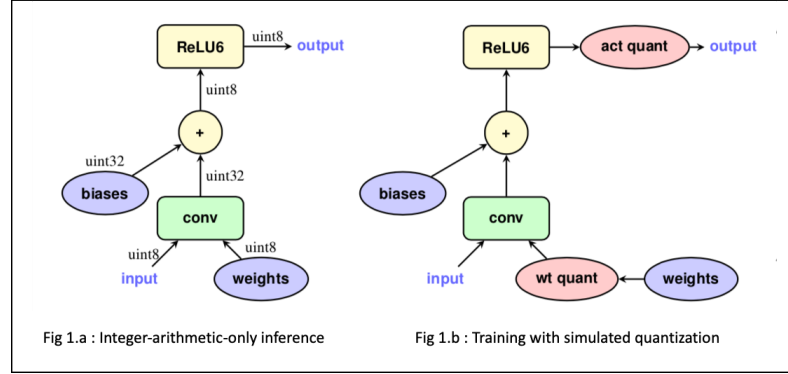 ReLU6
uint8
output
uint8
+
uint32
biases
uint32
conv
uint8
uint8
input
weights
Fig 1.a : Integer-arithmetic-only inference
ReLU6
act quant
output
+
biases
conv
input
wt quant
weights
Fig 1.b : Training with simulated quantization